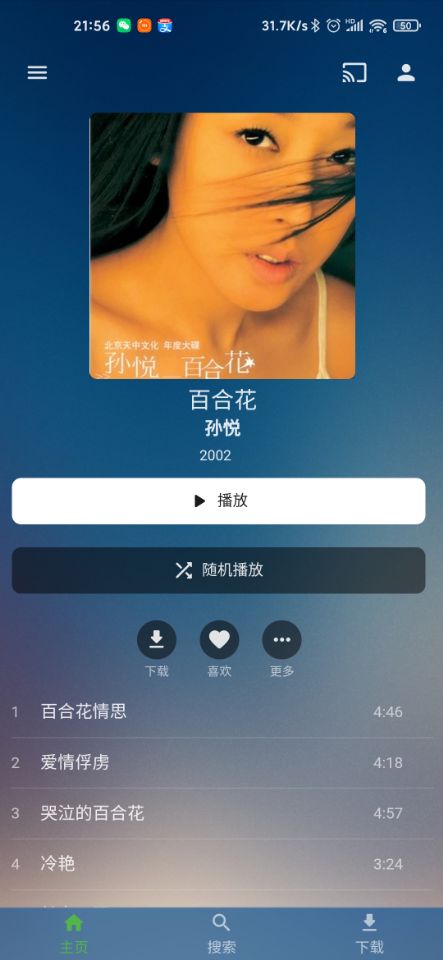 21:56
31.7K/s
HD
50
北京天中文化 年度大碟
孙悦 百合花
百合花
孙悦
2002
播放
随机播放
下载
喜欢
更多
1 百合花情思 4:46
2 爱情俘虏 4:18
3 哭泣的百合花 4:57
4 冷艳 3:24
主页
搜索
下载